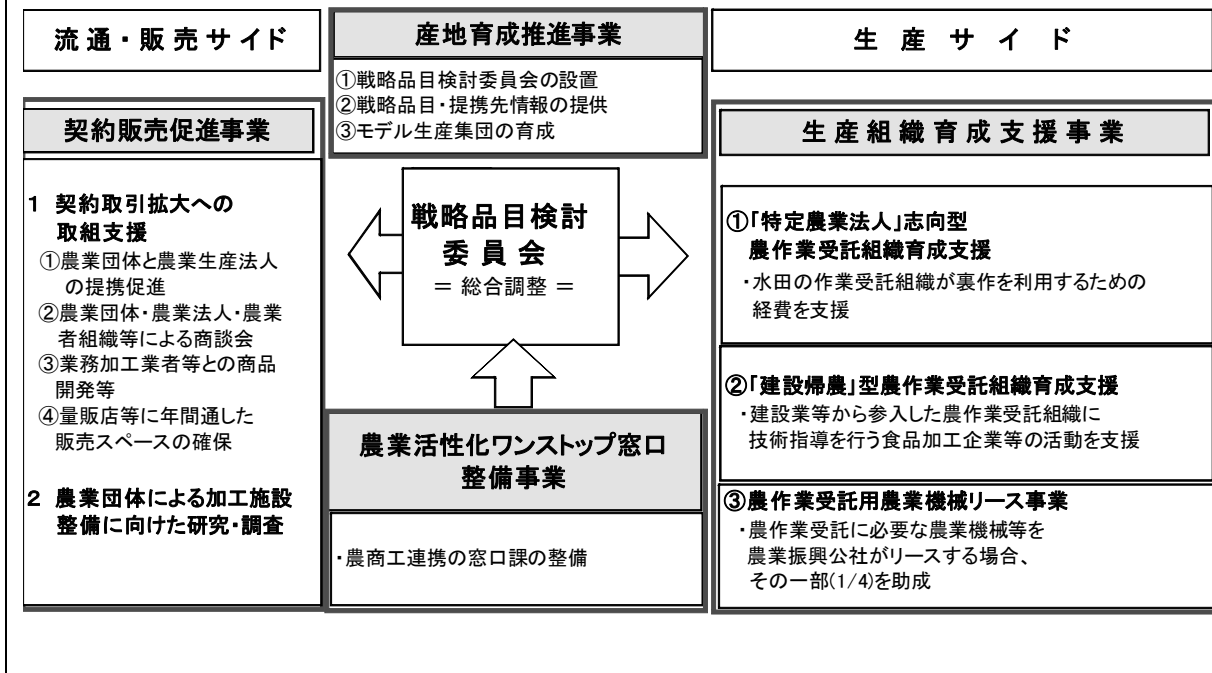 流通・販売サイド
契約販売促進事業
1 契約取引拡大への
取組支援
①農業団体と農業生産法人
の提携促進
②農業団体・農業法人・農業
者組織等による商談会
③業務加工業者等との商品
開発等
④量販店等に年間通した
販売スペースの確保
2 農業団体による加工施設
整備に向けた研究・調査
産地育成推進事業
①戦略品目検討委員会の設置
②戦略品目・提携先情報の提供
③モデル生産集団の育成
戦略品目検討
委員会
＝ 総合調整 ＝
農業活性化ワンストップ窓口
整備事業
・農商工連携の窓口課の整備
生産サイド
生産組織育成支援事業
①「特定農業法人」志向型
農作業受託組織育成支援
・水田の作業受託組織が裏作を利用するための
経費を支援
②「建設帰農」型農作業受託組織育成支援
・建設業等から参入した農作業受託組織に
技術指導を行う食品加工企業等の活動を支援
③農作業受託用農業機械リース事業
・農作業受託に必要な農業機械等を
農業振興公社がリースする場合、
その一部(1/4)を助成